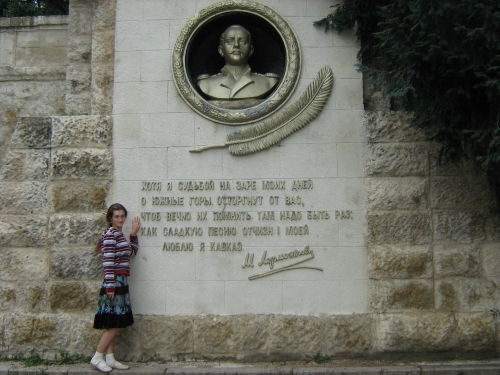 ХОТЯ Я СУДЬБОЙ НА ЗАРЕ МОИХ ДНЕЙ
О ЮЖНЫЕ ГОРЫ, ОТТОРГНУТ ОТ ВАС,
ЧТОБ ВЕЧНО ИХ ПОМНИТЬ ТАМ НАДО БЫТЬ РАЗ:
КАК СЛАДКУЮ ПЕСНЮ ОТЧИЗНЫ МОЕЙ
ЛЮБЛЮ Я КАВКАЗ.
М Лермонтов